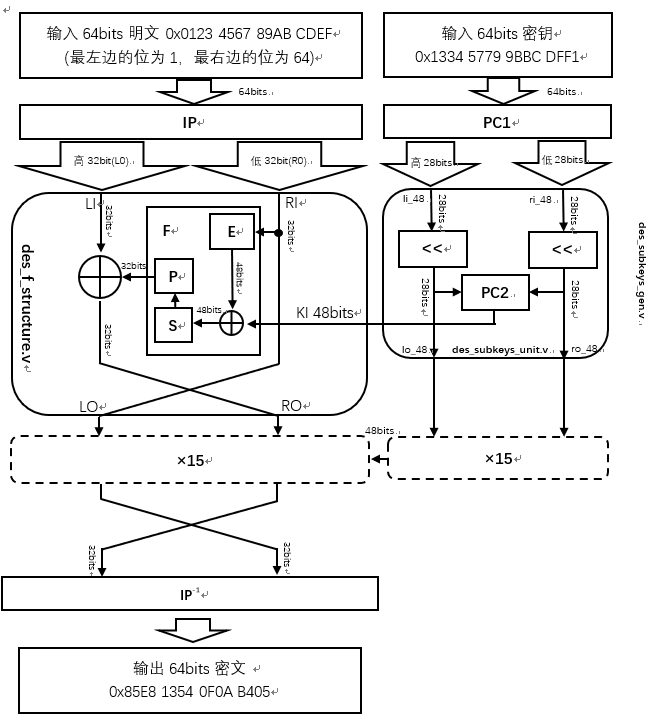 输入 64bits 明文 0x0123 4567 89AB CDEF
(最左边的位为 1，最右边的位为 64)
输入 64bits 密钥
0x1334 5779 9BBC DFF1
64bits
64bits
IP
PC1
高 32bit(L0)
低 32bit(R0)
高 28bits
低 28bits
LI
RI
32bits
32bits
li_48
ri_48
28bits
28bits
F
E
<<
<<
32bits
P
48bits
28bits
28bits
PC2
48bits
S
KI 48bits
32bits
des_f_structure.v
des_subkeys_gen.v
lo_48
des_subkeys_unit.v
ro_48
LO
RO
48bits
×15
×15
32bits
32bits
IP-1
输出 64bits 密文
0x85E8 1354 0F0A B405